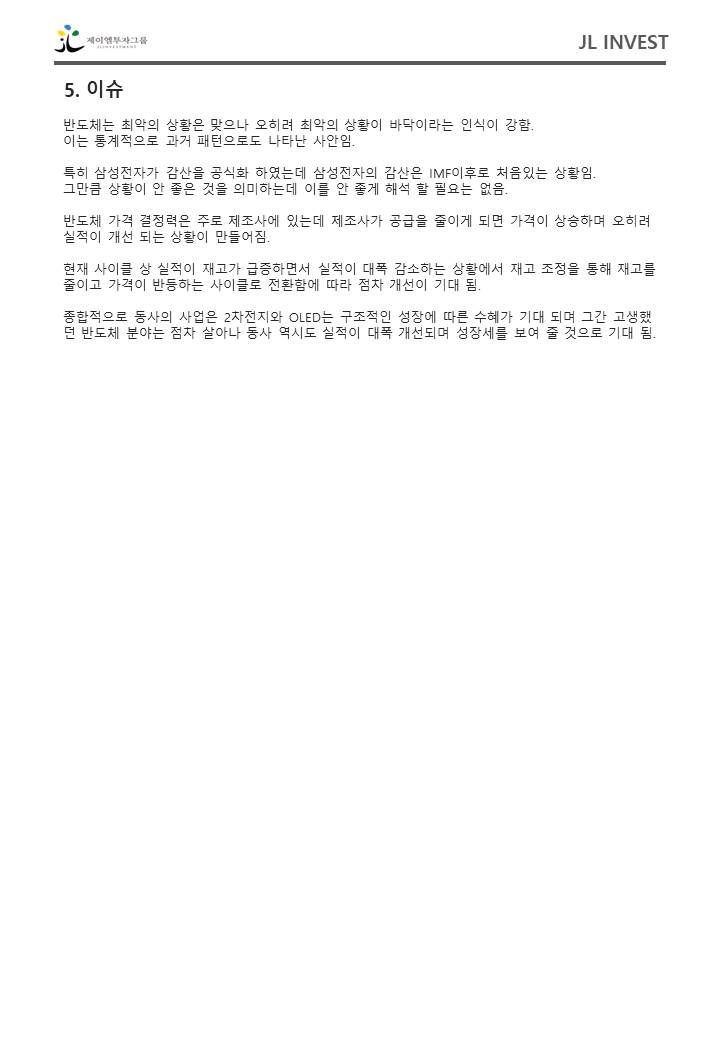 제이엘투자그룹
JLINVESTMENT
JL INVEST
5. 이슈
반도체는 최악의 상황은 맞으나 오히려 최악의 상황이 바닥이라는 인식이 강함.
이는 통계적으로 과거 패턴으로도 나타난 사안임.
특히 삼성전자가 감산을 공식화 하였는데 삼성전자의 감산은 IMF이후로 처음있는 상황임.
그만큼 상황이 안 좋은 것을 의미하는데 이를 안 좋게 해석 할 필요는 없음.
반도체 가격 결정력은 주로 제조사에 있는데 제조사가 공급을 줄이게 되면 가격이 상승하며 오히려
실적이 개선 되는 상황이 만들어짐.
현재 사이클 상 실적이 재고가 급증하면서 실적이 대폭 감소하는 상황에서 재고 조정을 통해 재고를
줄이고 가격이 반등하는 사이클로 전환함에 따라 점차 개선이 기대 됨.
종합적으로 동사의 사업은 2차전지와 OLED는 구조적인 성장에 따른 수혜가 기대 되며 그간 고생했
던 반도체 분야는 점차 살아나 동사 역시도 실적이 대폭 개선되며 성장세를 보여 줄 것으로 기대 됨.